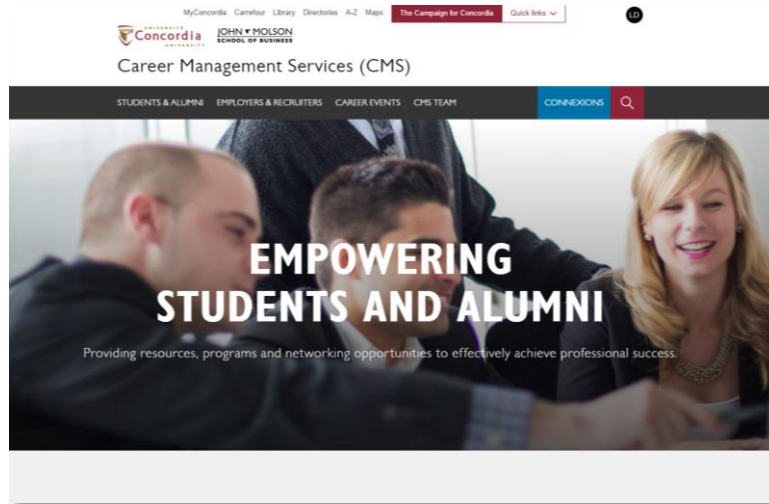 MyConcordia Carrefour Library Directories A-Z Maps The Campaign for Concordia Quick links LD
UNIVERSITÉ
Concordia
UNIVERSITY
JOHN MOLSON
SCHOOL OF BUSINESS
Career Management Services (CMS)
STUDENTS & ALUMNI EMPLOYERS & RECRUITERS CAREER EVENTS CMS TEAM CONNEXIONS
EMPOWERING
STUDENTS AND ALUMNI
Providing resources, programs and networking opportunities to effectively achieve professional success.